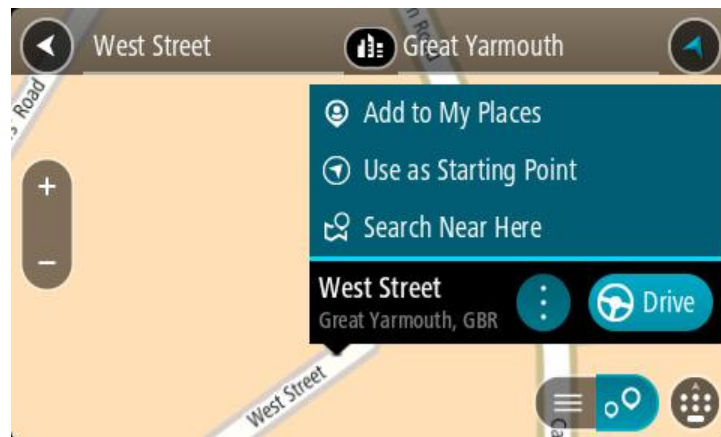 West Street
Great Yarmouth
Road
Add to My Places
Use as Starting Point
Search Near Here
West Street
Great Yarmouth, GBR
Drive
West Street